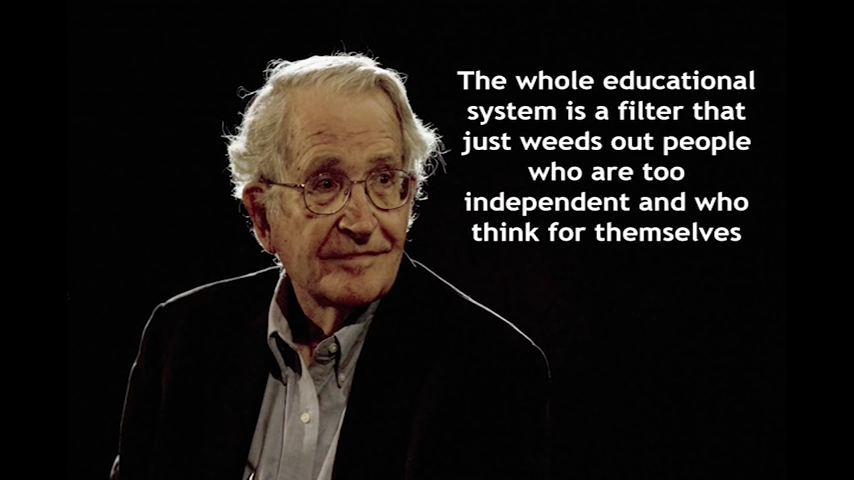 The whole educational
system is a filter that
just weeds out people
who are too
independent and who
think for themselves